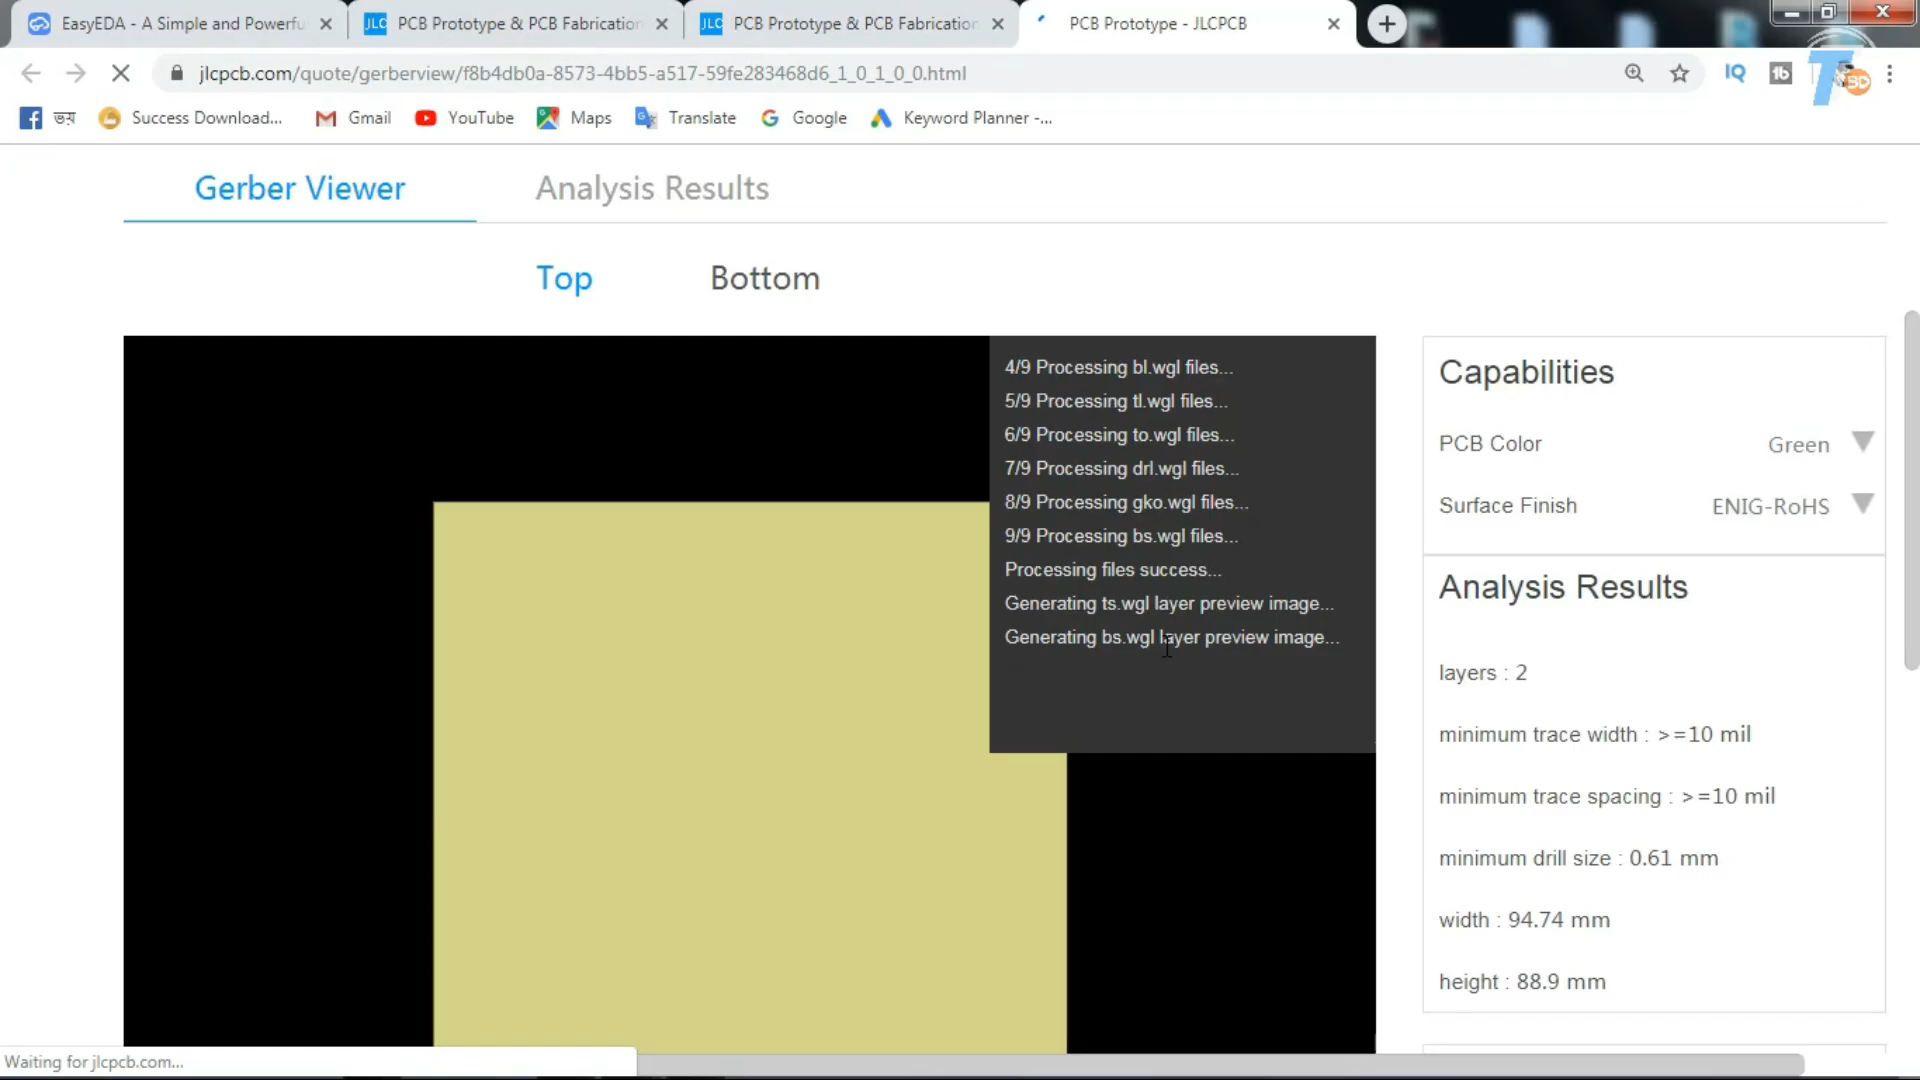 EasyEDA - A Simple and Powerfu
JLC PCB Prototype & PCB Fabrication
JLC PCB Prototype & PCB Fabrication
PCB Prototype - JLCPCB
jlcpcb.com/quote/gerberview/f8b4db0a-8573-4bb5-a517-59fe283468d6_1_0_1_0_0.html
IQ
tb
T
3D
Success Download...
Gmail
YouTube
Maps
Translate
Google
Keyword Planner -...
Gerber Viewer
Analysis Results
Top
Bottom
4/9 Processing bl.wgl files...
5/9 Processing tl.wgl files...
6/9 Processing to.wgl files...
7/9 Processing drl.wgl files...
8/9 Processing gko.wgl files...
9/9 Processing bs.wgl files...
Processing files success...
Generating ts.wgl layer preview image...
Generating bs.wgl layer preview image...
Capabilities
PCB Color Green
Surface Finish ENIG-RoHS
Analysis Results
layers : 2
minimum trace width : >=10 mil
minimum trace spacing : >=10 mil
minimum drill size : 0.61 mm
width : 94.74 mm
height : 88.9 mm
Waiting for jlcpcb.com...